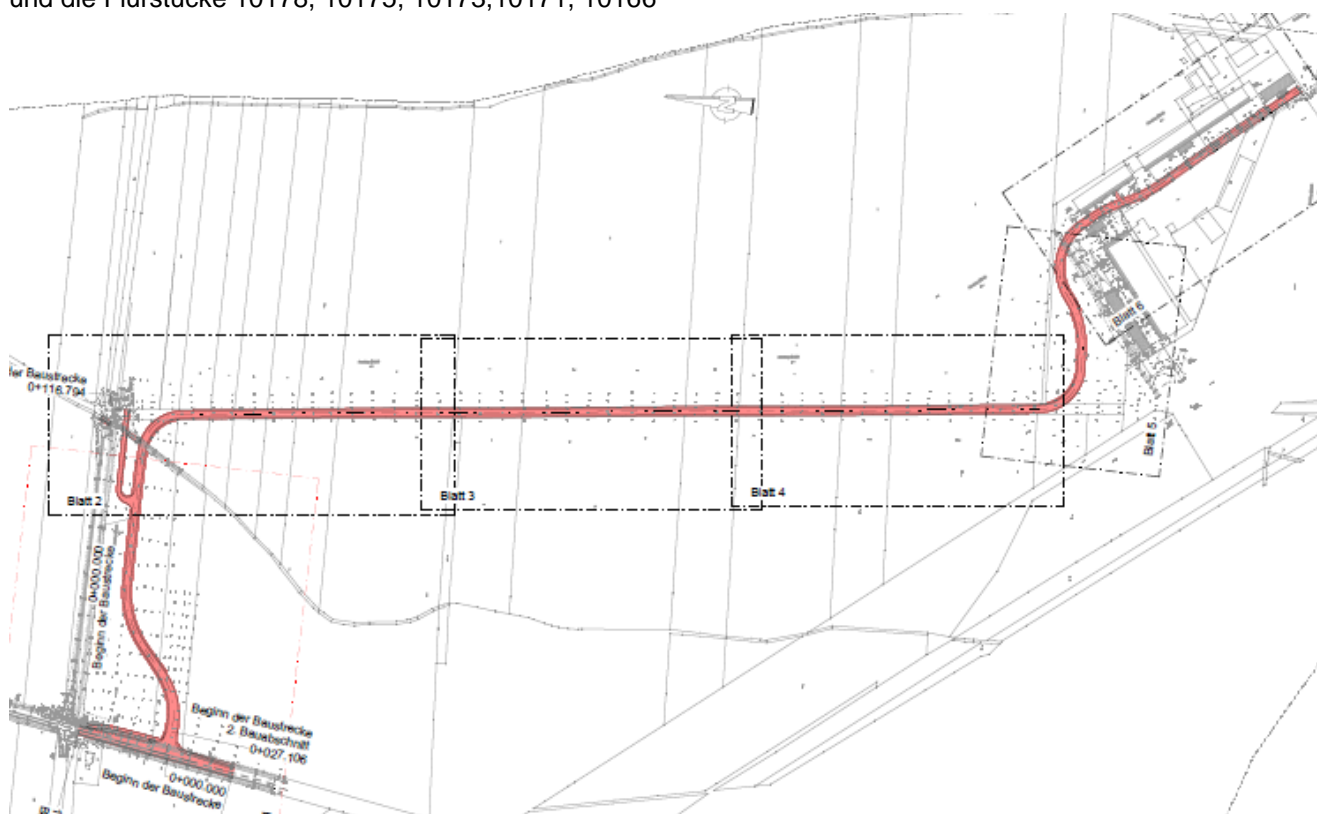 und die Flurstücke 10178, 10175, 10173,10171, 10166
der Baustrecke
0+116.794
Blatt 2
Blatt 3
Blatt 4
Blatt 5
Blatt 6
0+000.000
Beginn der Baustrecke
Beginn der Baustrecke
2. Bauabschnitt
0+027.106
0+000.000
Beginn der Baustrecke